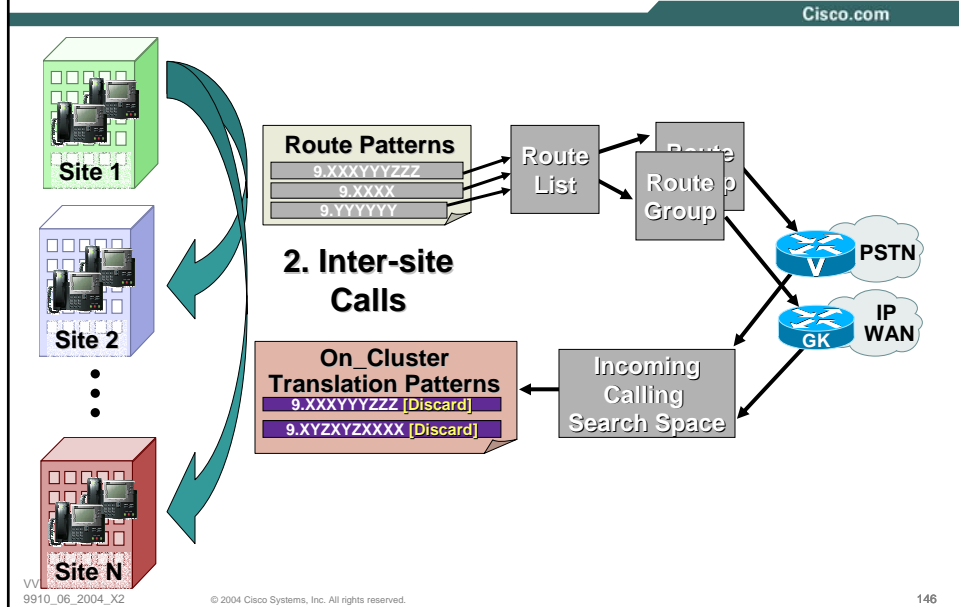 Cisco.com
Site 1
Site 2
Site N
Route Patterns
9.XXXYYYZZZ
9.XXXX
9.YYYYYY
Route
List
Route
Route
Group
PSTN
V
IP
WAN
GK
2. Inter-site
Calls
On_Cluster
Translation Patterns
9.XXXYYYZZZ [Discard]
9.XYZXYZXXXX [Discard]
Incoming
Calling
Search Space
VV
9910_06_2004_X2
© 2004 Cisco Systems, Inc. All rights reserved.
146